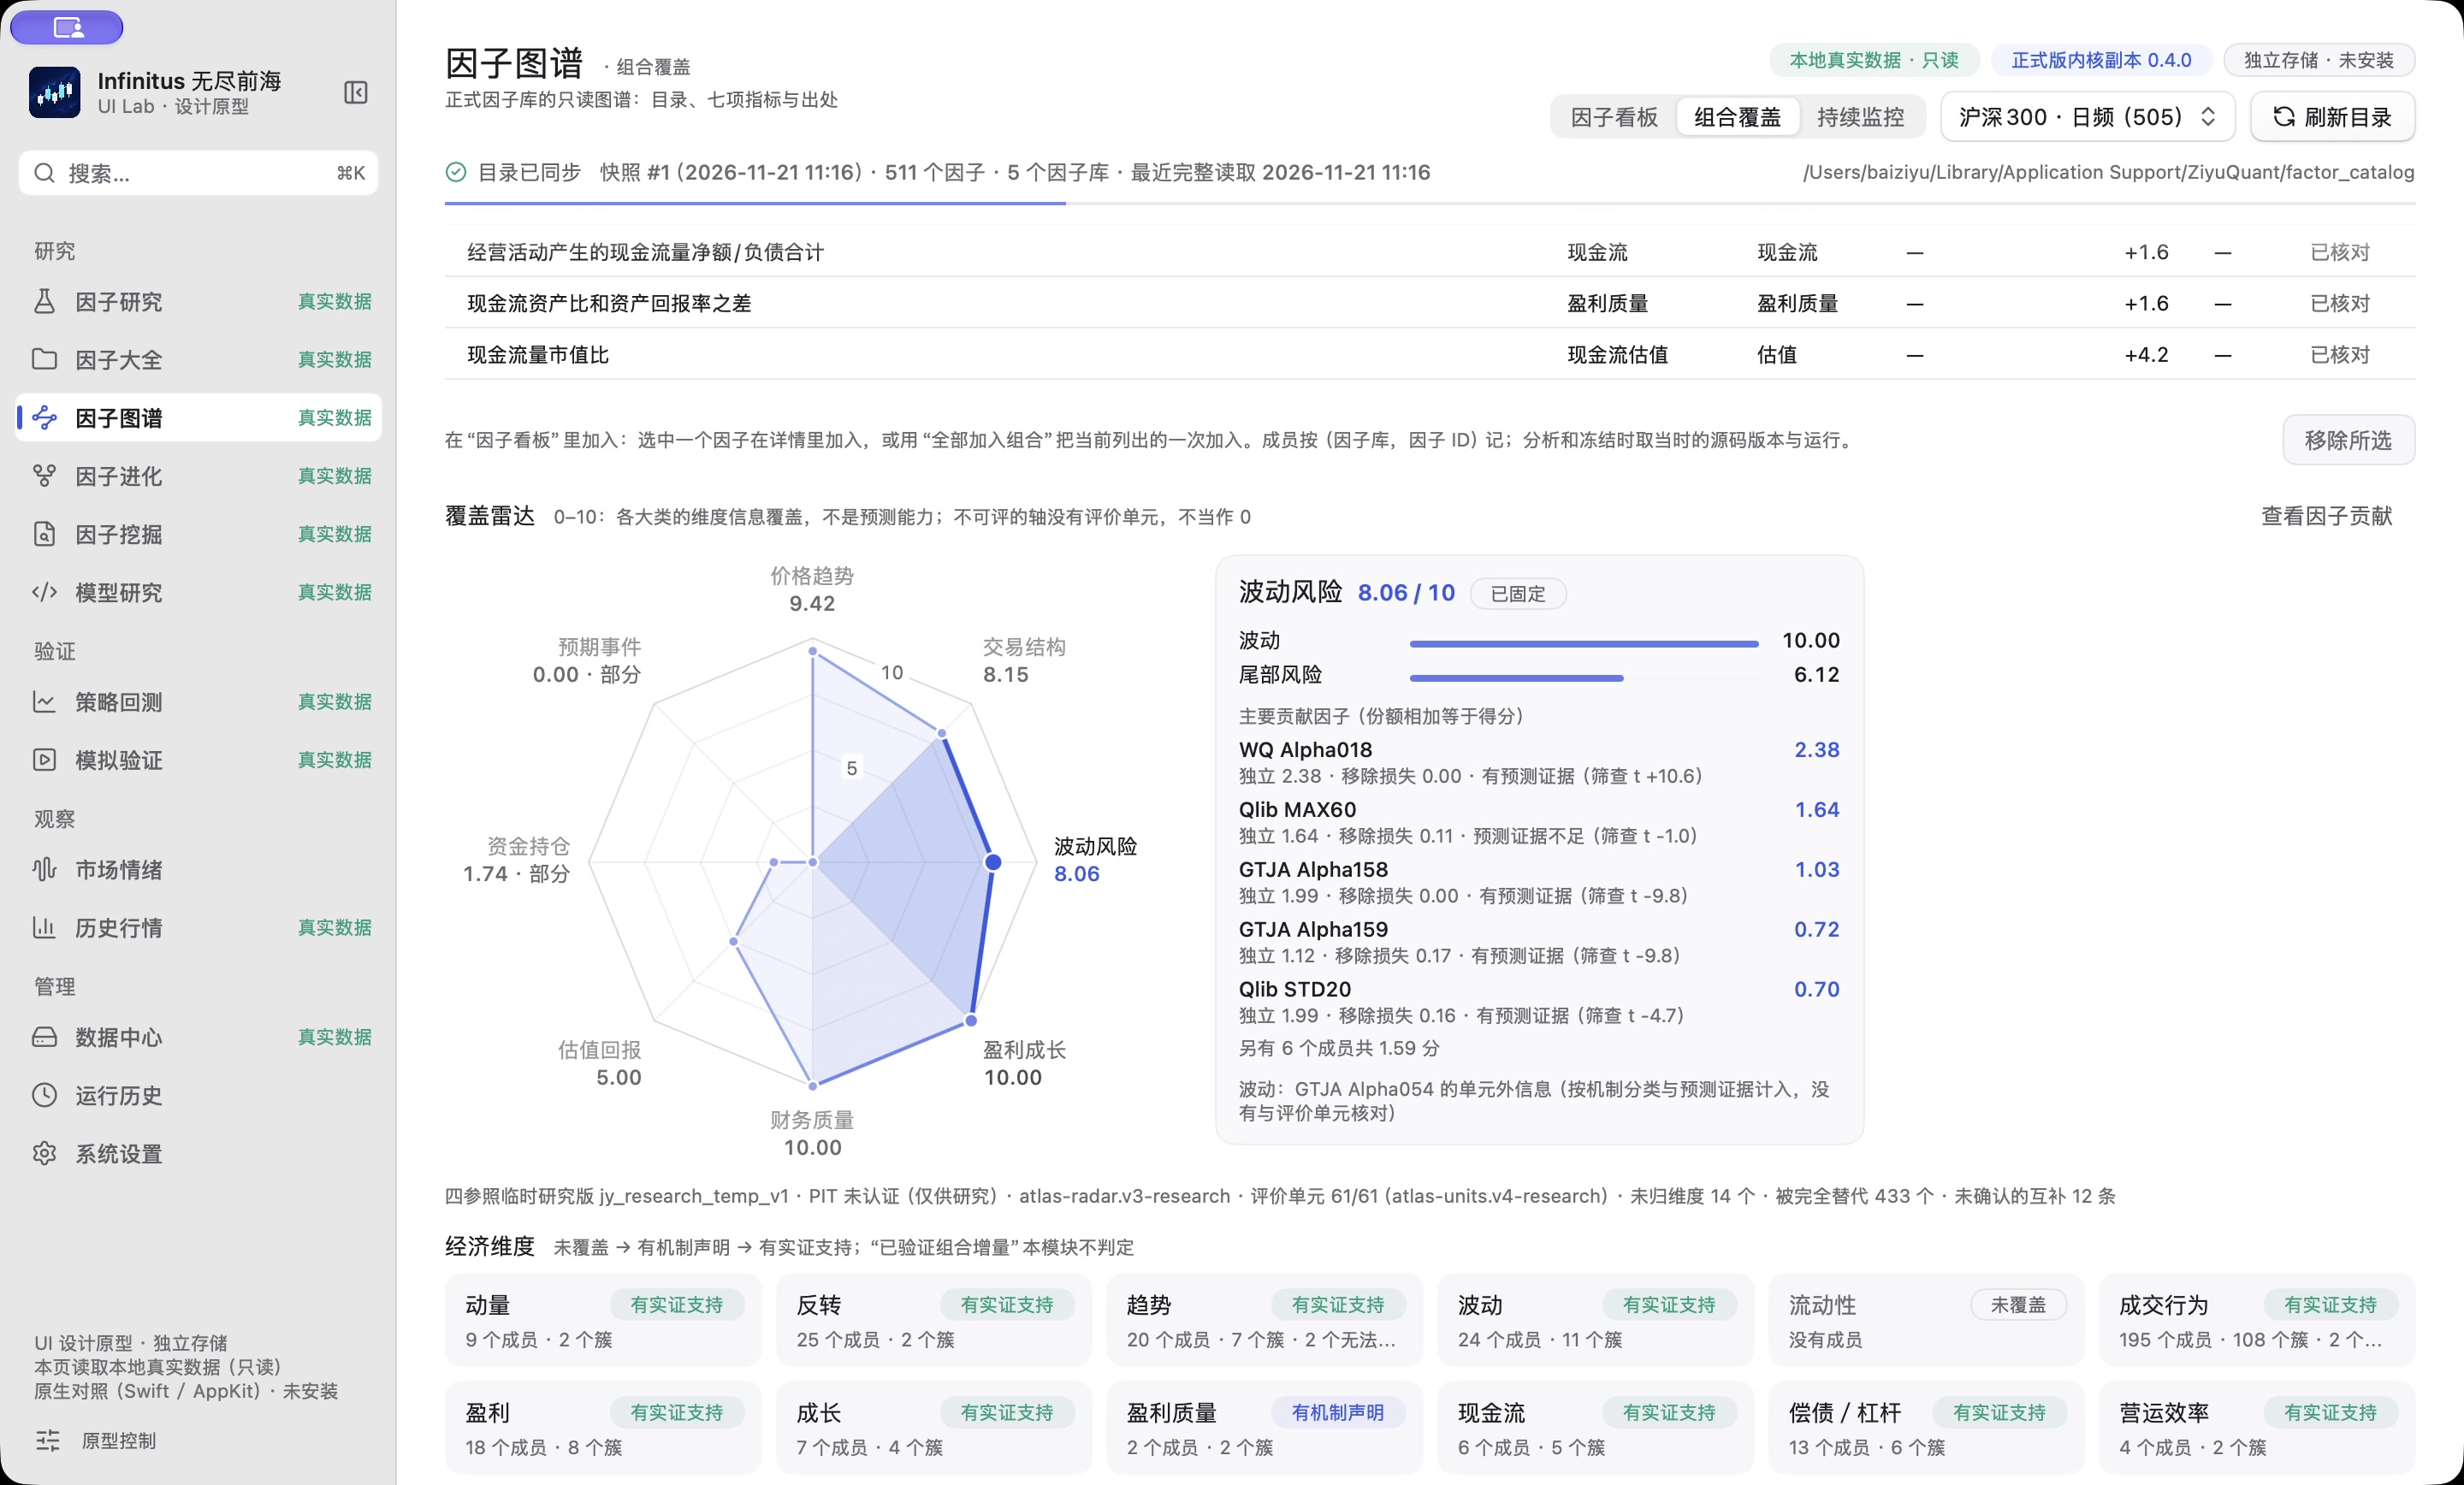 Infinitus 无尽前海
UI Lab · 设计原型
搜索... ⌘K
研究
因子研究 真实数据
因子大全 真实数据
因子图谱 真实数据
因子进化 真实数据
因子挖掘 真实数据
模型研究 真实数据
验证
策略回测 真实数据
模拟验证 真实数据
观察
市场情绪
历史行情 真实数据
管理
数据中心 真实数据
运行历史
系统设置
UI 设计原型 · 独立存储
本页读取本地真实数据（只读）
原生对照（Swift / AppKit）· 未安装
原型控制
因子图谱 · 组合覆盖
正式因子库的只读图谱：目录、七项指标与出处
本地真实数据 · 只读 正式版内核副本 0.4.0 独立存储 · 未安装
因子看板 组合覆盖 持续监控 沪深300 · 日频（505） 刷新目录
目录已同步 快照 #1（2026-11-21 11:16）· 511 个因子 · 5 个因子库 · 最近完整读取 2026-11-21 11:16
/Users/baiziyu/Library/Application Support/ZiyuQuant/factor_catalog
经营活动产生的现金流量净额/负债合计 现金流 现金流 — +1.6 — 已核对
现金流资产比和资产回报率之差 盈利质量 盈利质量 — +1.6 — 已核对
现金流量市值比 现金流估值 估值 — +4.2 — 已核对
在“因子看板”里加入：选中一个因子在详情里加入，或用“全部加入组合”把当前列出的一次加入。成员按（因子库，因子 ID）记；分析和冻结时取当时的源码版本与运行。
移除所选
覆盖雷达 0–10：各大类的维度信息覆盖，不是预测能力；不可评的轴没有评价单元，不当作 0
查看因子贡献
价格趋势
9.42
交易结构
8.15
波动风险
8.06
盈利成长
10.00
财务质量
10.00
估值回报
5.00
资金持仓
1.74 · 部分
预期事件
0.00 · 部分
10
5
波动风险 8.06 / 10 已固定
波动 10.00
尾部风险 6.12
主要贡献因子（份额相加等于得分）
WQ Alpha018 2.38
独立 2.38 · 移除损失 0.00 · 有预测证据（筛查 t +10.6）
Qlib MAX60 1.64
独立 1.64 · 移除损失 0.11 · 预测证据不足（筛查 t -1.0）
GTJA Alpha158 1.03
独立 1.99 · 移除损失 0.00 · 有预测证据（筛查 t -9.8）
GTJA Alpha159 0.72
独立 1.12 · 移除损失 0.17 · 有预测证据（筛查 t -9.8）
Qlib STD20 0.70
独立 1.99 · 移除损失 0.16 · 有预测证据（筛查 t -4.7）
另有 6 个成员共 1.59 分
波动：GTJA Alpha054 的单元外信息（按机制分类与预测证据计入，没
有与评价单元核对）
四参照临时研究版 jy_research_temp_v1 · PIT 未认证（仅供研究）· atlas-radar.v3-research · 评价单元 61/61（atlas-units.v4-research）· 未归维度 14 个 · 被完全替代 433 个 · 未确认的互补 12 条
经济维度 未覆盖 → 有机制声明 → 有实证支持；“已验证组合增量”本模块不判定
动量 有实证支持
9 个成员 · 2 个簇
反转 有实证支持
25 个成员 · 2 个簇
趋势 有实证支持
20 个成员 · 7 个簇 · 2 个无法...
波动 有实证支持
24 个成员 · 11 个簇
流动性 未覆盖
没有成员
成交行为 有实证支持
195 个成员 · 108 个簇 · 2 个...
盈利 有实证支持
18 个成员 · 8 个簇
成长 有实证支持
7 个成员 · 4 个簇
盈利质量 有机制声明
2 个成员 · 2 个簇
现金流 有实证支持
6 个成员 · 5 个簇
偿债 / 杠杆 有实证支持
13 个成员 · 6 个簇
营运效率 有实证支持
4 个成员 · 2 个簇